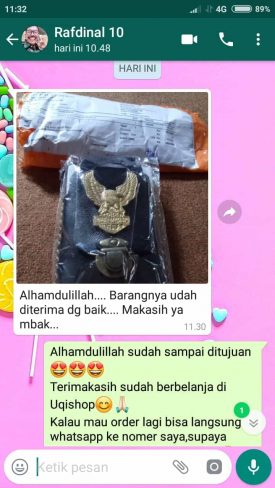 11:32
4G 89%
Rafdinal 10
hari ini 10.48
HARI INI
Alhamdulillah.... Barangnya udah
diterima dg baik.... Makasih ya
mbak...
11.30
Alhamdulillah sudah sampai ditujuan
😍😍😍
Terimakasih sudah berbelanja di
Uqishop😊🙏🏻
Kalau mau order lagi bisa langsung
whatsapp ke nomer saya,supaya
1
Ketik pesan